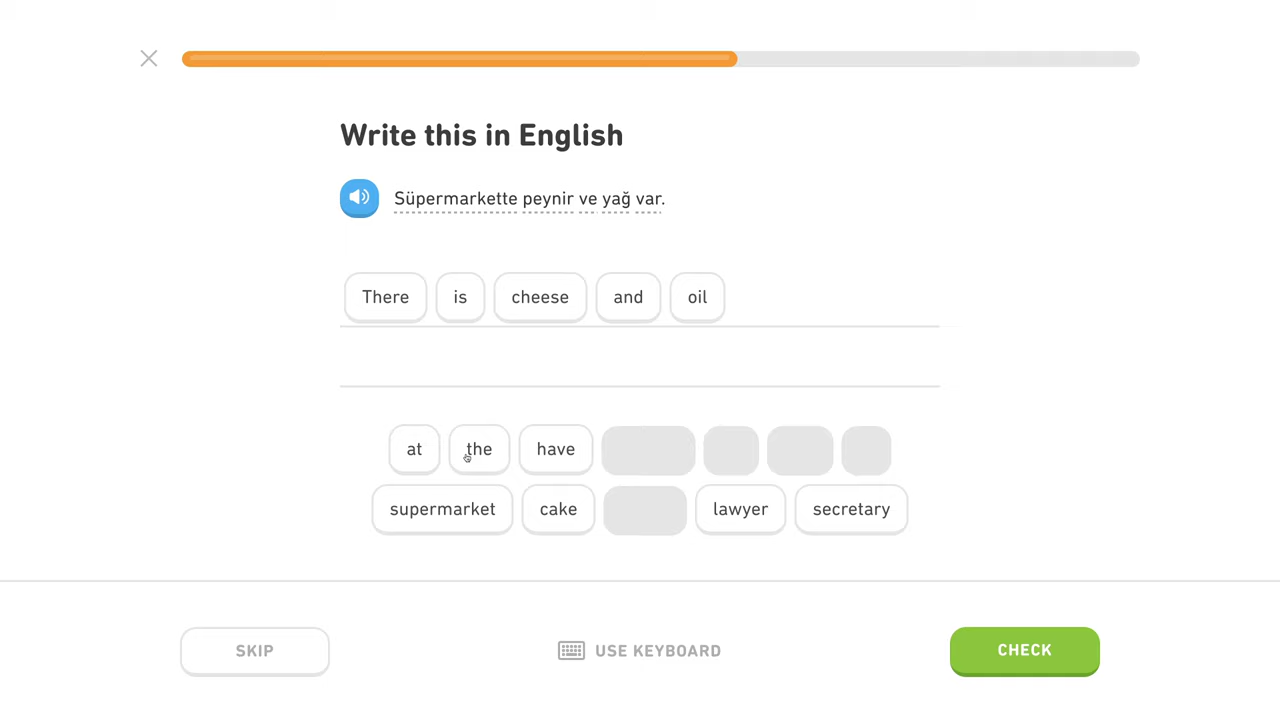 Write this in English
Süpermarkette peynir ve yağ var.
There is cheese and oil
at the have
supermarket cake lawyer secretary
SKIP USE KEYBOARD CHECK